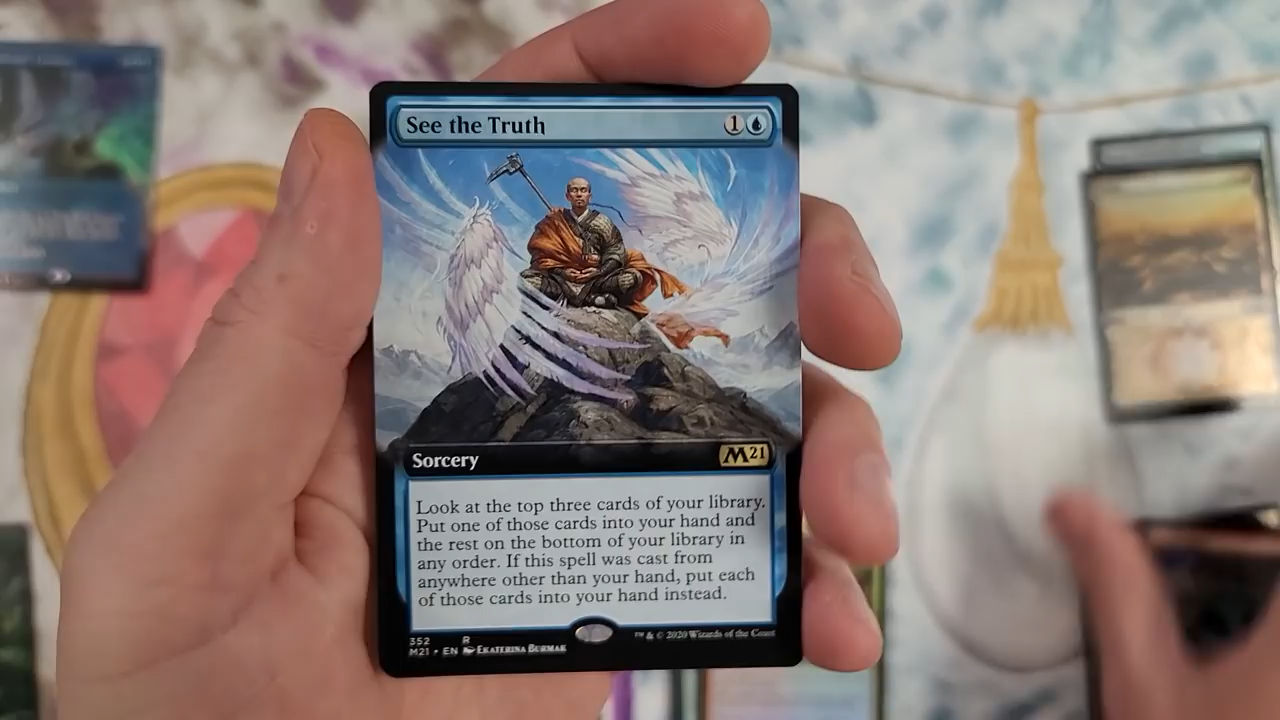 See the Truth 1
Sorcery M21
Look at the top three cards of your library.
Put one of those cards into your hand and
the rest on the bottom of your library in
any order. If this spell was cast from
anywhere other than your hand, put each
of those cards into your hand instead.
352 R
M21 • EN Ekaterina Burmak
™ & © 2020 Wizards of the Coast